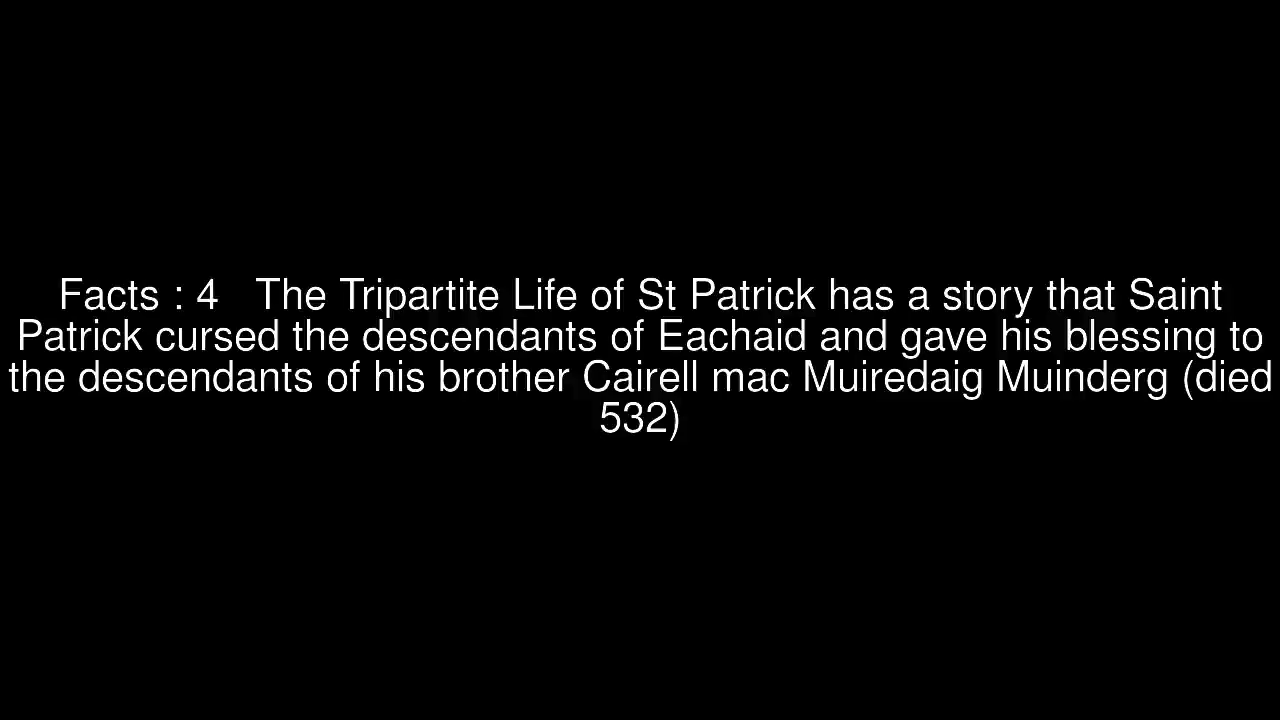 Facts : 4   The Tripartite Life of St Patrick has a story that Saint
Patrick cursed the descendants of Eachaid and gave his blessing to
the descendants of his brother Cairell mac Muiredaig Muinderg (died
532)